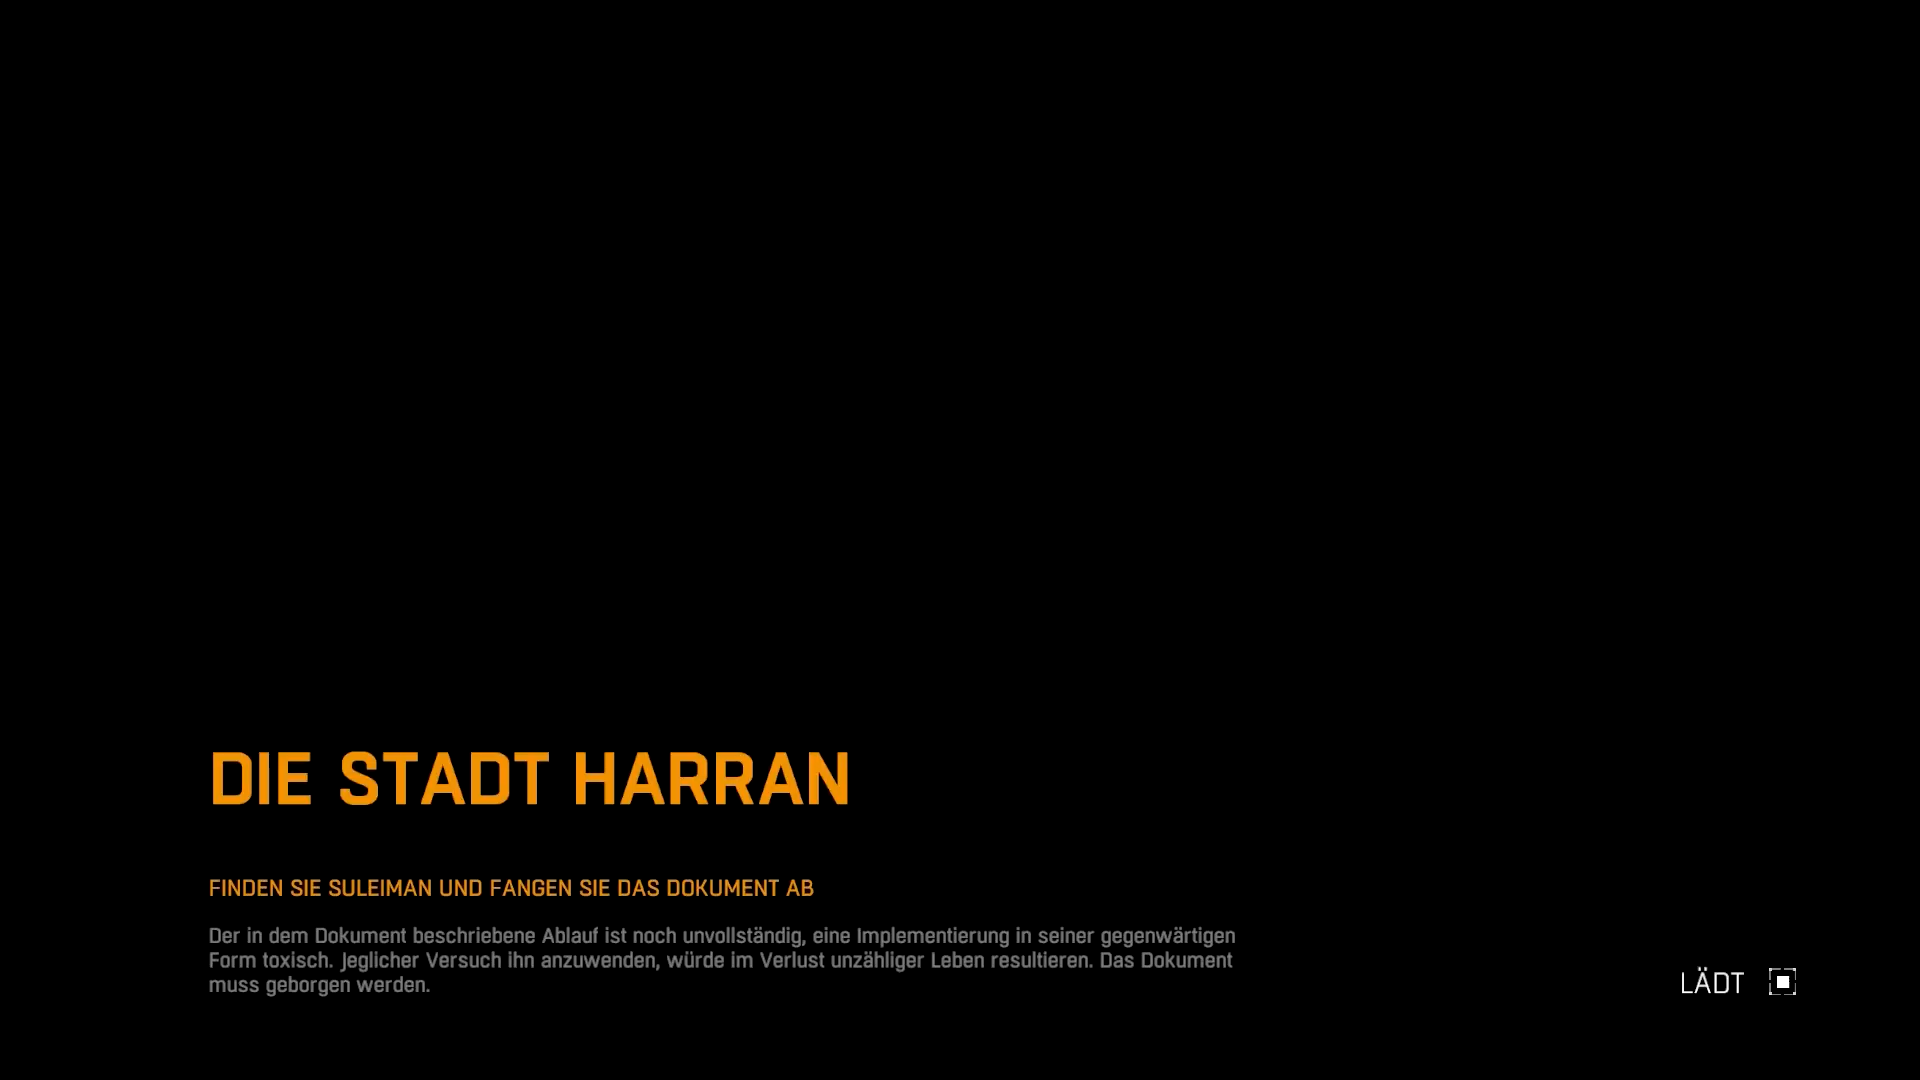 DIE STADT HARRAN
FINDEN SIE SULEIMAN UND FANGEN SIE DAS DOKUMENT AB
Der in dem Dokument beschriebene Ablauf ist noch unvollständig, eine Implementierung in seiner gegenwärtigen
Form toxisch. Jeglicher Versuch ihn anzuwenden, würde im Verlust unzähliger Leben resultieren. Das Dokument
muss geborgen werden.
LÄDT